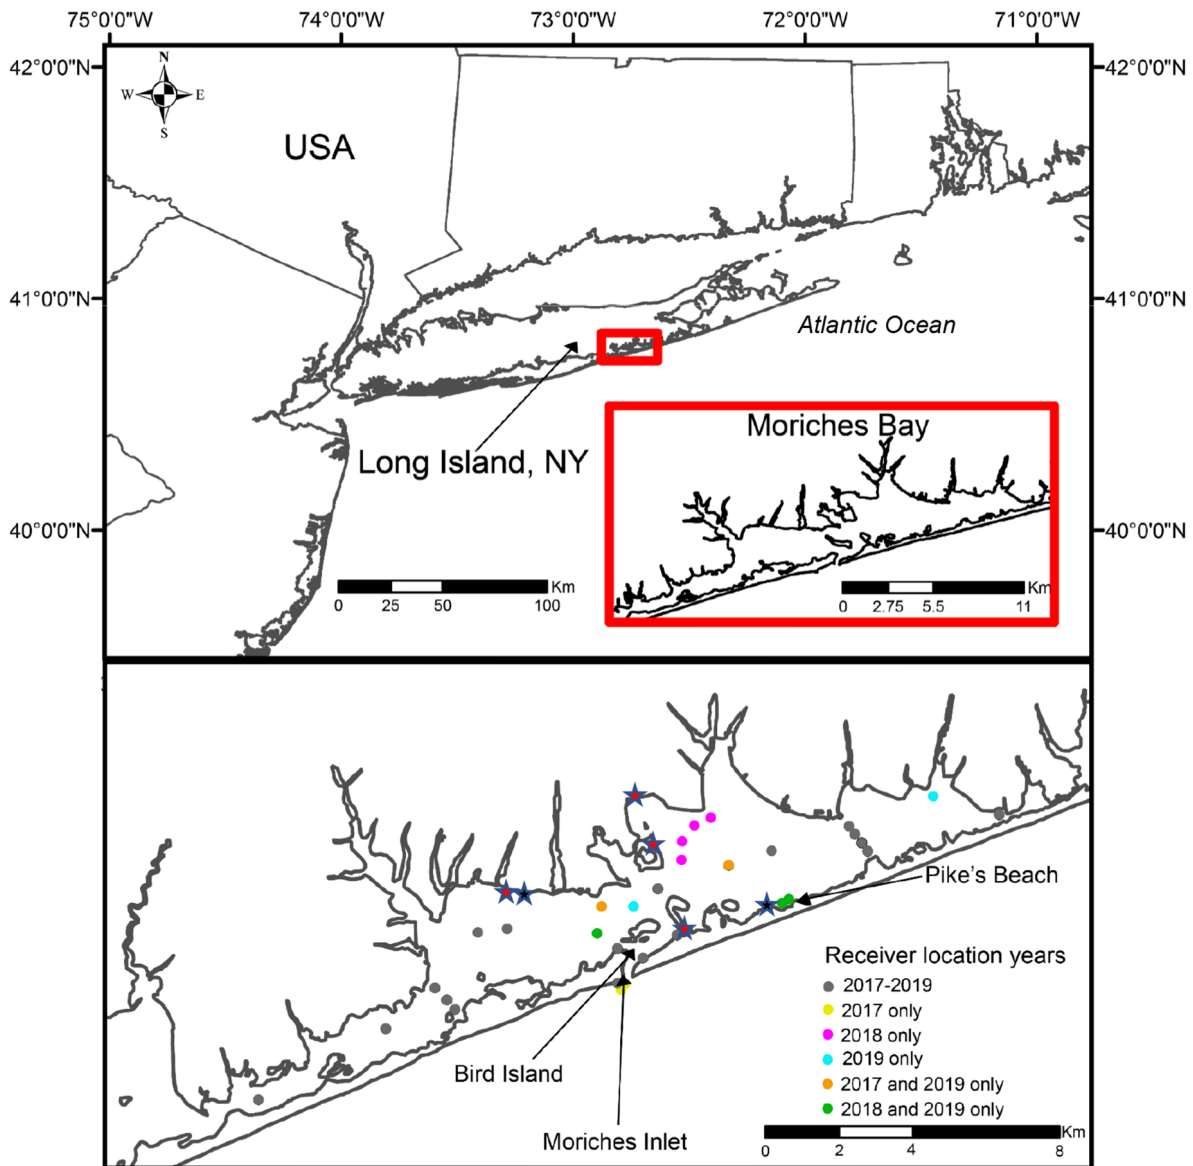 75°0'0"W 74°0'0"W 73°0'0"W 72°0'0"W 71°0'0"W
42°0'0"N 42°0'0"N
N
W E
S
USA
41°0'0"N 41°0'0"N
Atlantic Ocean
Long Island, NY
Moriches Bay
40°0'0"N 40°0'0"N
Km
0 25 50 100
Km
0 2.75 5.5 11
Pike's Beach
Receiver location years
2017-2019
2017 only
2018 only
2019 only
2017 and 2019 only
2018 and 2019 only
Bird Island
Moriches Inlet
Km
0 2 4 8